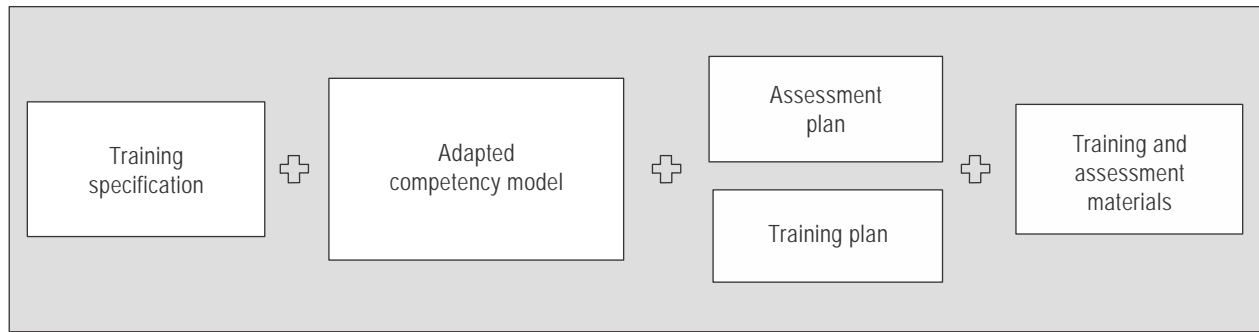 Training
specification
Adapted
competency model
Assessment
plan
Training plan
Training and
assessment
materials